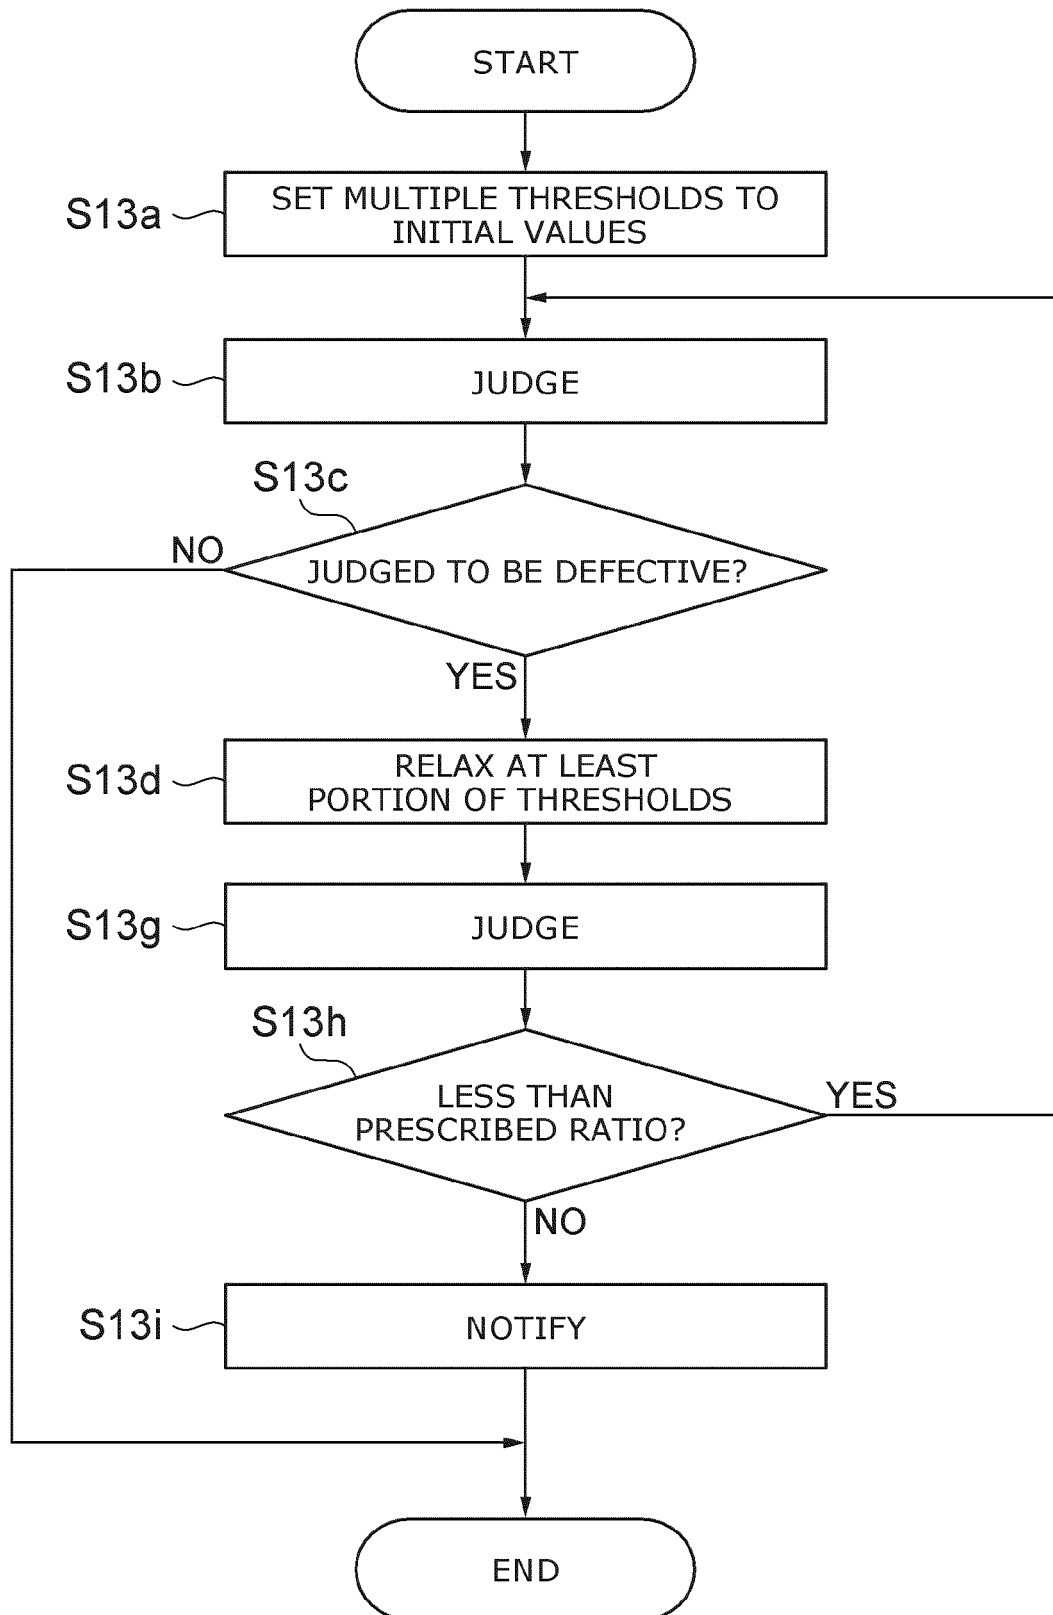 START
S13a
SET MULTIPLE THRESHOLDS TO
INITIAL VALUES
S13b
JUDGE
S13c
NO
JUDGED TO BE DEFECTIVE?
YES
S13d
RELAX AT LEAST
PORTION OF THRESHOLDS
S13g
JUDGE
S13h
LESS THAN
PRESCRIBED RATIO?
YES
NO
S13i
NOTIFY
END